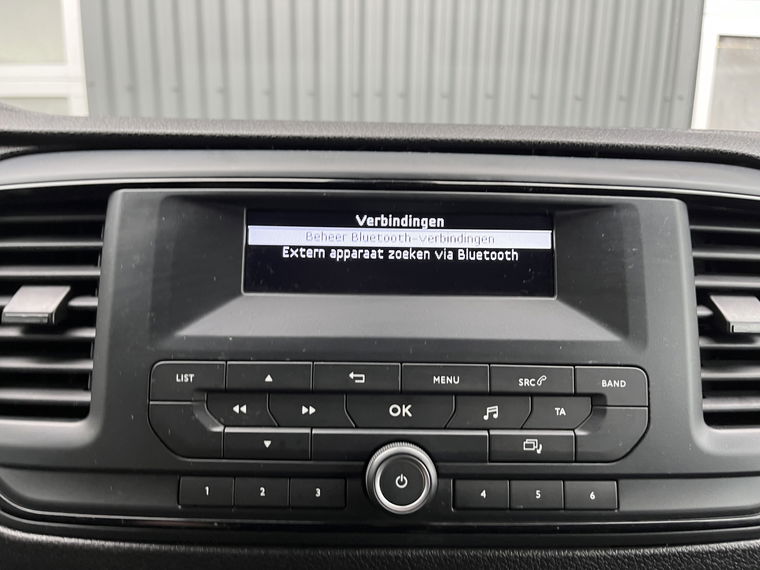 Verbindingen
Beheer Bluetooth-verbindingen
Extern apparaat zoeken via Bluetooth
LIST
MENU
SRC
BAND
OK
TA
1
2
3
4
5
6